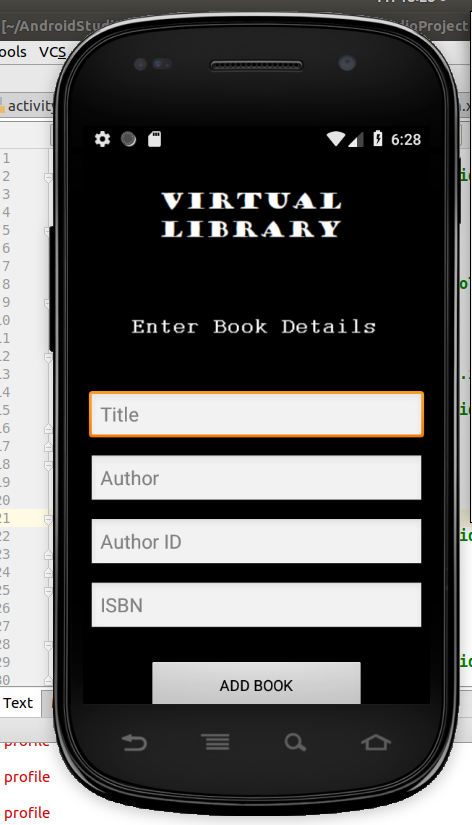 [~/AndroidStudi
ools VCS
activity
6:28
VIRTUAL
LIBRARY
Enter Book Details
Title
Author
Author ID
ISBN
ADD BOOK
1
2
3
4
5
6
7
8
9
10
11
12
13
14
15
16
17
18
19
20
21
22
23
24
25
26
27
28
29
30
Text
profile
profile
profile